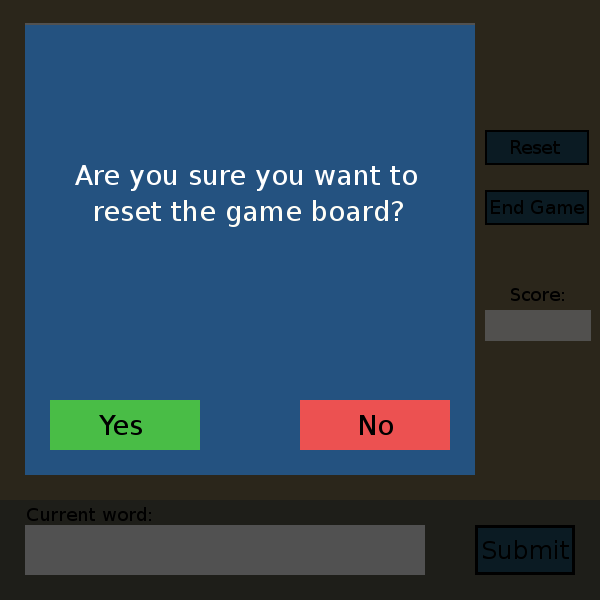 Are you sure you want to
reset the game board?
Yes
No
Reset
End Game
Score:
Current word:
Submit